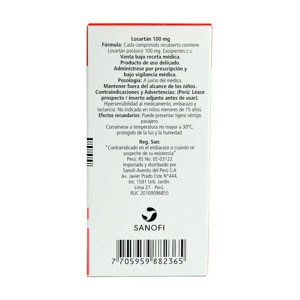 Losartán 100 mg
Fórmula: Cada comprimido recubierto contiene
Losartán potásico 100 mg. Excipientes c.s.
Venta bajo receta médica.
Producto de uso delicado.
Adminístrese por prescripción y
bajo vigilancia médica.
Posología: A juicio del médico.
Mantener fuera del alcance de los niños.
Contraindicaciones y Advertencias: (Perú: Léase
prospecto / inserto adjunto antes de usar).
Hipersensibilidad al medicamento, embarazo y
lactancia. No indicado en niños menores de 15 años.
Efectos secundarios: Puede presentar ligero vértigo
pasajero.
Consérvese a temperatura no mayor a 30°C,
protegido de la luz y humedad.
Reg. San:
"Contraindicado en el embarazo o cuando se
sospeche de su existencia"
Perú: RS No. EE-03122
Importado y distribuido por
Sanofi-Aventis del Perú S.A.
Av. Javier Prado Este Nº444,
Int. 1501 Urb. Jardín.
Lima 27 - Perú.
RUC 20100096855
SANOFI
7 705959 882365